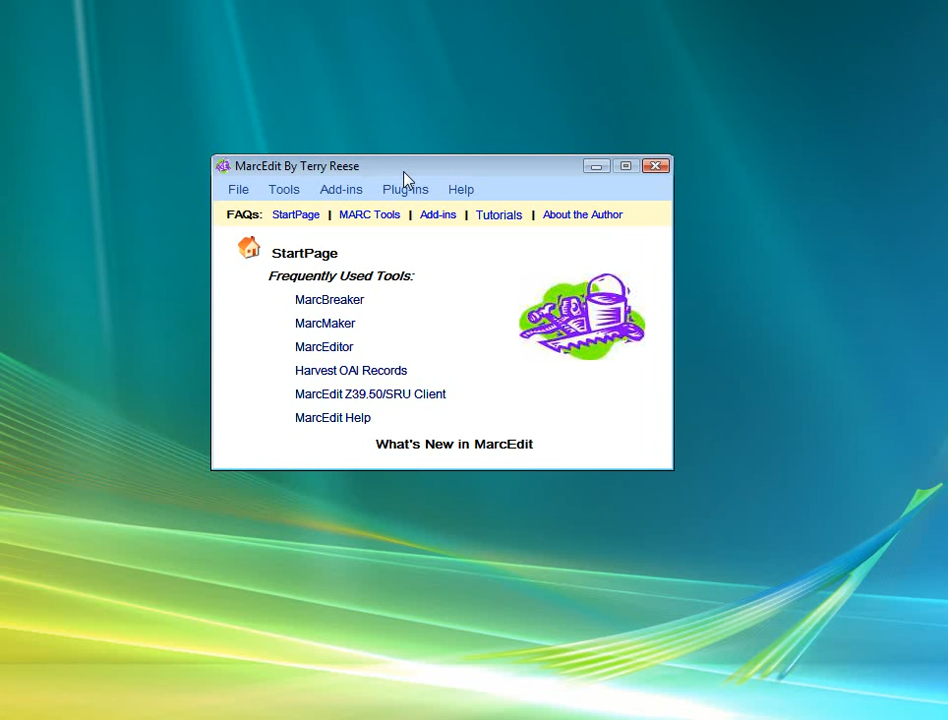 MarcEdit By Terry Reese
File Tools Add-ins Plug-ins Help
FAQs: StartPage | MARC Tools | Add-ins | Tutorials | About the Author
StartPage
Frequently Used Tools:
MarcBreaker
MarcMaker
MarcEditor
Harvest OAI Records
MarcEdit Z39.50/SRU Client
MarcEdit Help
What's New in MarcEdit